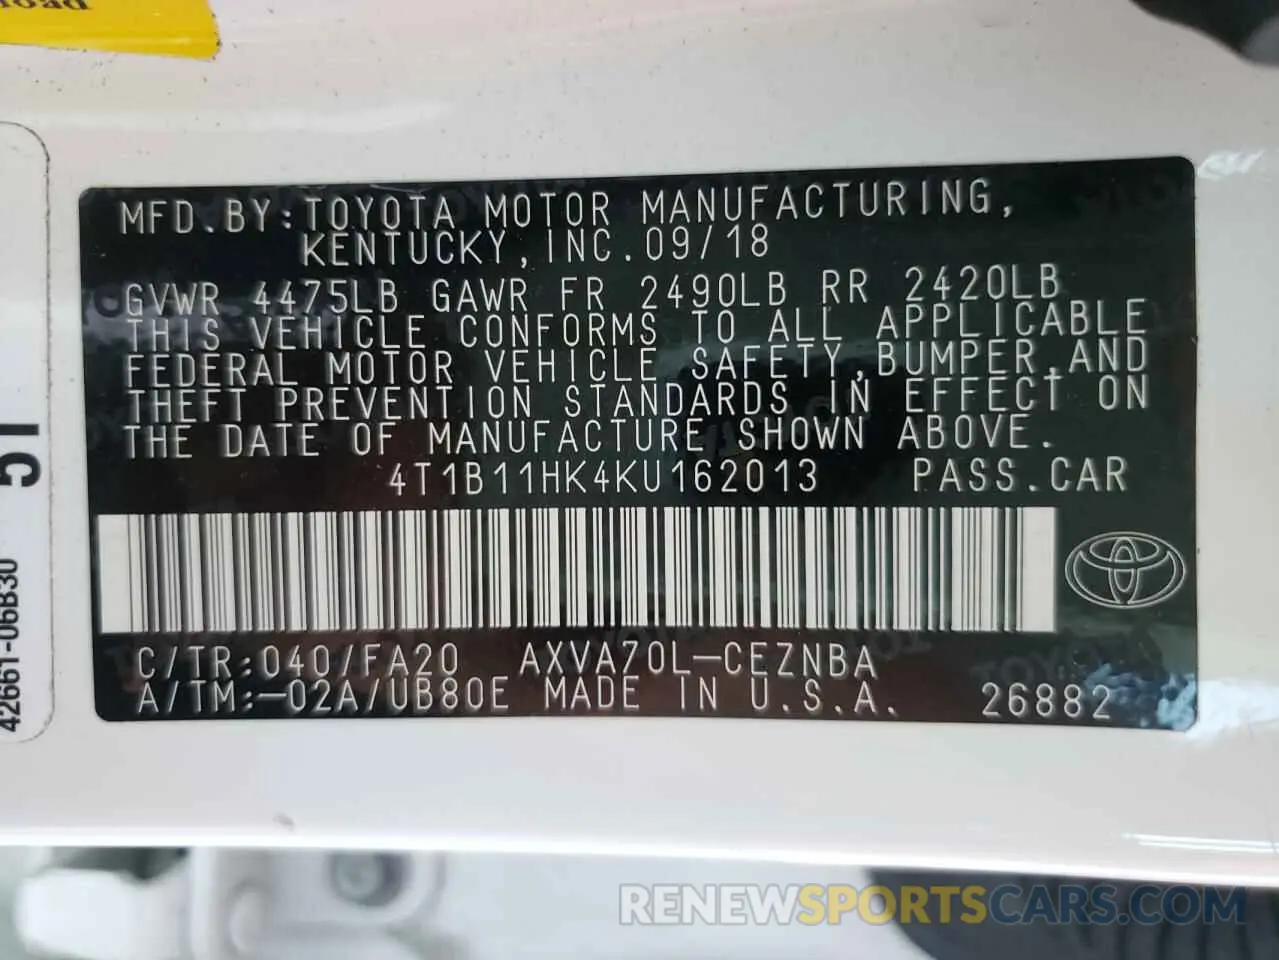 road
MFD.BY:TOYOTA MOTOR MANUFACTURING,
KENTUCKY,INC.09/18
GVWR 4475LB GAWR FR 2490LB RR 2420LB
THIS VEHICLE CONFORMS TO ALL APPLICABLE
FEDERAL MOTOR VEHICLE SAFETY,BUMPER,AND
THEFT PREVENTION STANDARDS IN EFFECT ON
THE DATE OF MANUFACTURE SHOWN ABOVE.
4T1B11HK4KU162013 PASS.CAR
C/TR:040/FA20 AXVA70L-CEZNBA
A/TM:-02A/UB80E MADE IN U.S.A. 26882
42661-06B30
RENEWSPORTSCARS.COM